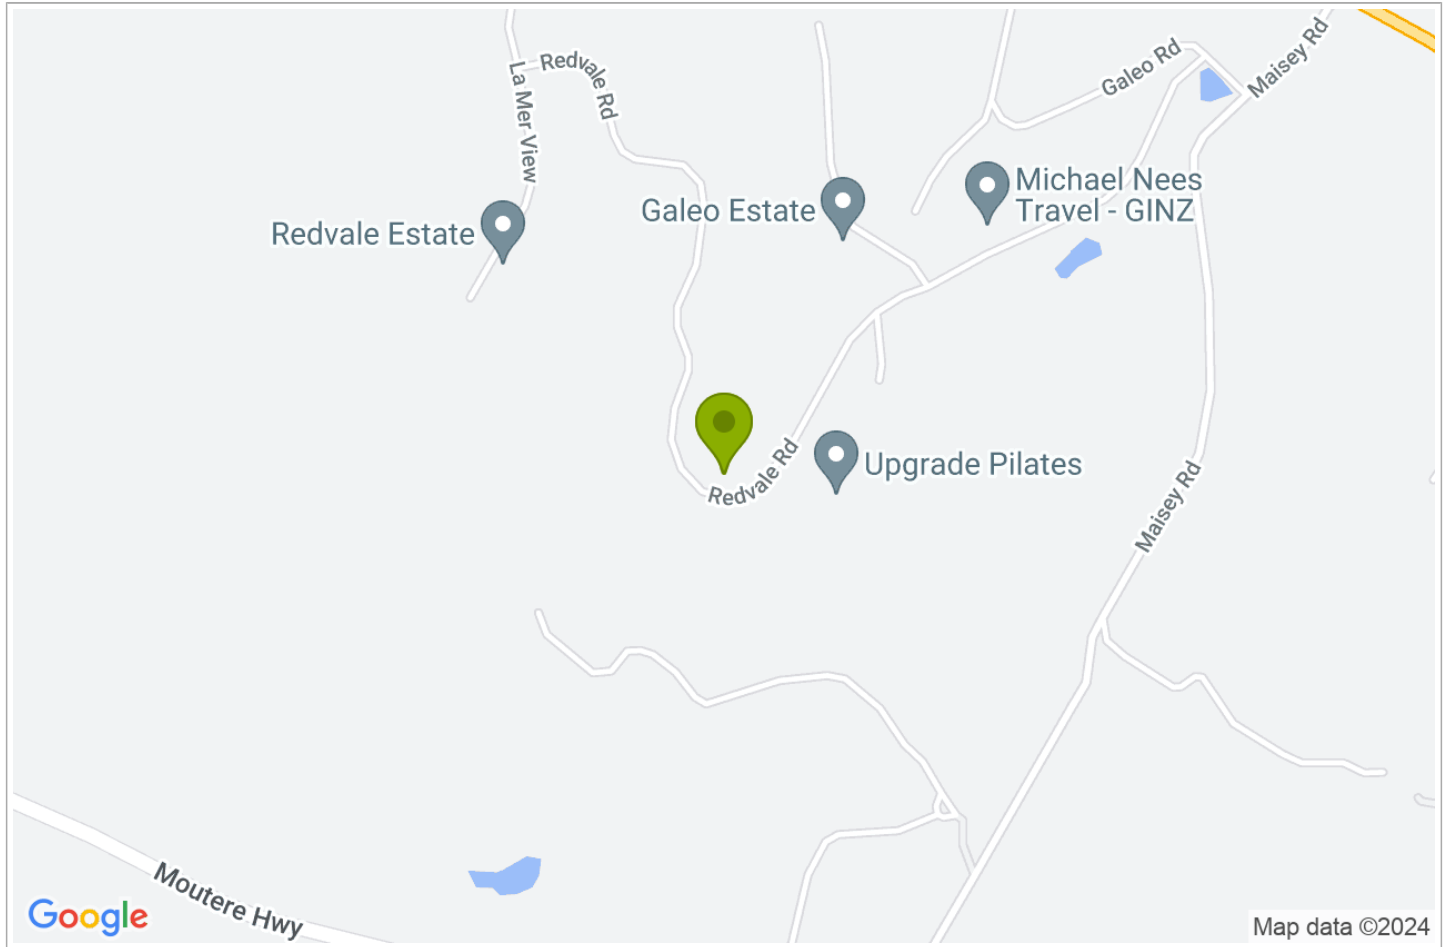 Redvale Rd
La Mer View
Galeo Rd
Maisey Rd
Michael Nees
Travel - GINZ
Galeo Estate
Redvale Estate
Redvale Rd
Upgrade Pilates
Maisey Rd
Moutere Hwy
Google
Map data ©2024